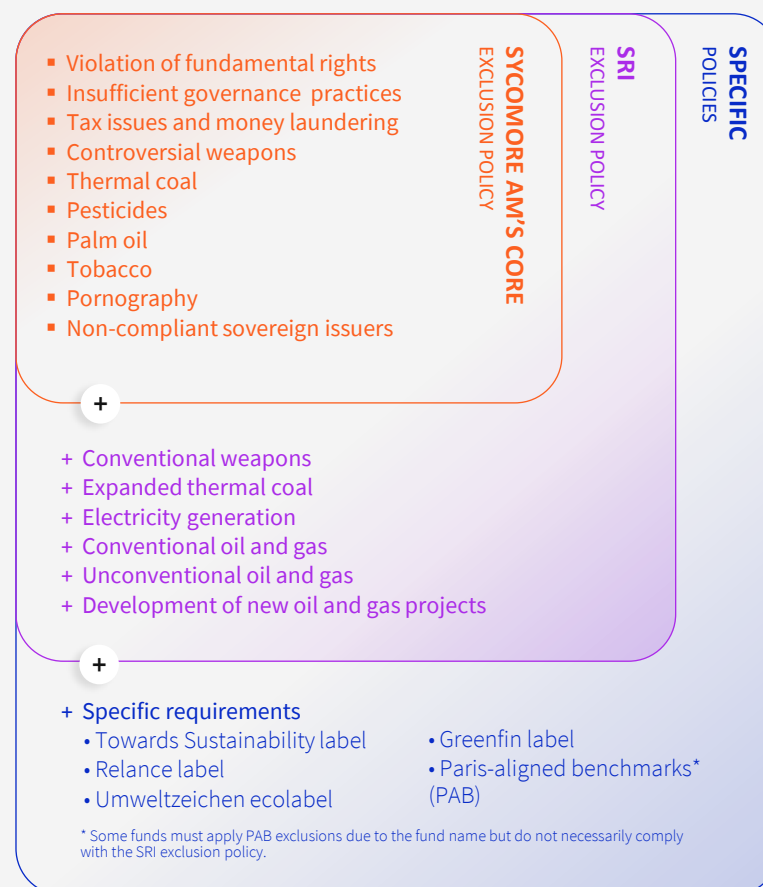 ▪ Violation of fundamental rights
▪ Insufficient governance practices
▪ Tax issues and money laundering
▪ Controversial weapons
▪ Thermal coal
▪ Pesticides
▪ Palm oil
▪ Tobacco
▪ Pornography
▪ Non-compliant sovereign issuers
SYCOMORE AM'S CORE
EXCLUSION POLICY
SRI
EXCLUSION POLICY
SPECIFIC
POLICIES
+
+ Conventional weapons
+ Expanded thermal coal
+ Electricity generation
+ Conventional oil and gas
+ Unconventional oil and gas
+ Development of new oil and gas projects
+
+ Specific requirements
• Towards Sustainability label
• Relance label
• Umweltzeichen ecolabel
• Greenfin label
• Paris-aligned benchmarks*
(PAB)
* Some funds must apply PAB exclusions due to the fund name but do not necessarily comply
with the SRI exclusion policy.